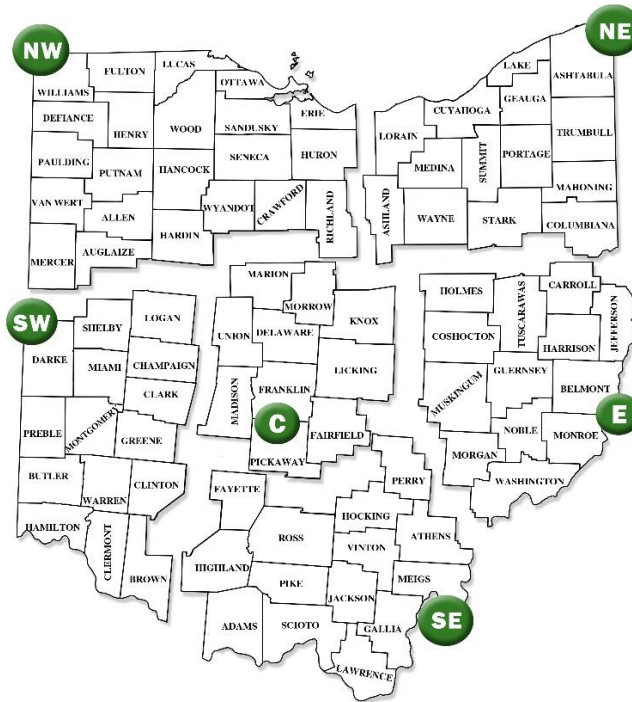 NW
NE
WILLIAMS
FULTON
LUCAS
OTTAWA
ERIE
DEFIANCE
HENRY
WOOD
SANDUSKY
HURON
SENECA
PAULDING
PUTNAM
HANCOCK
VAN WERT
ALLEN
WYANDOT
CRAWFORD
RICHLAND
MERCER
AUGLAIZE
HARDIN
LAKE
ASHTABULA
GEAUGA
CUYAHOGA
LORAIN
TRUMBULL
MEDINA
SUMMIT
PORTAGE
MAHONING
ASHLAND
WAYNE
STARK
COLUMBIANA
SW
SHELBY
LOGAN
DARKE
MIAMI
CHAMPAIGN
CLARK
PREBLE
MONTGOMERY
GREENE
BUTLER
WARREN
CLINTON
HAMILTON
CLERMONT
BROWN
MARION
MORROW
KNOX
UNION
DELAWARE
LICKING
MADISON
FRANKLIN
C
FAIRFIELD
PICKAWAY
HOLMES
TUSCARAWAS
CARROLL
JEFFERSON
COSHOCTON
HARRISON
MUSKINGUM
GUERNSEY
BELMONT
E
NOBLE
MONROE
MORGAN
WASHINGTON
FAYETTE
PERRY
HOCKING
ROSS
ATHENS
VINTON
HIGHLAND
PIKE
MEIGS
JACKSON
SE
ADAMS
SCIOTO
GALLIA
LAWRENCE